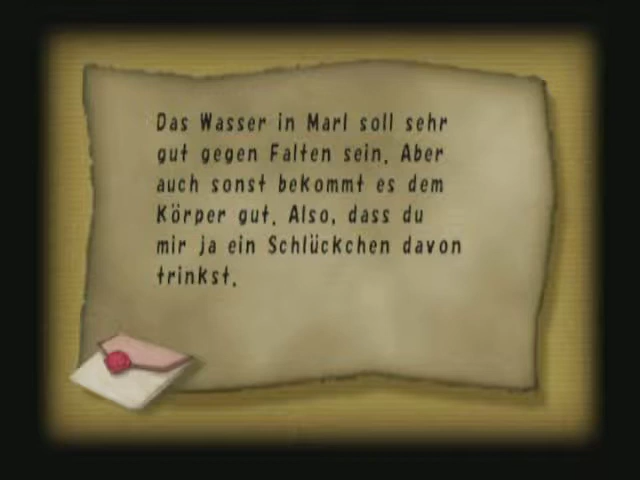 Das Wasser in Marl soll sehr
gut gegen Falten sein. Aber
auch sonst bekommt es dem
Körper gut. Also, dass du
mir ja ein Schlückchen davon
trinkst.